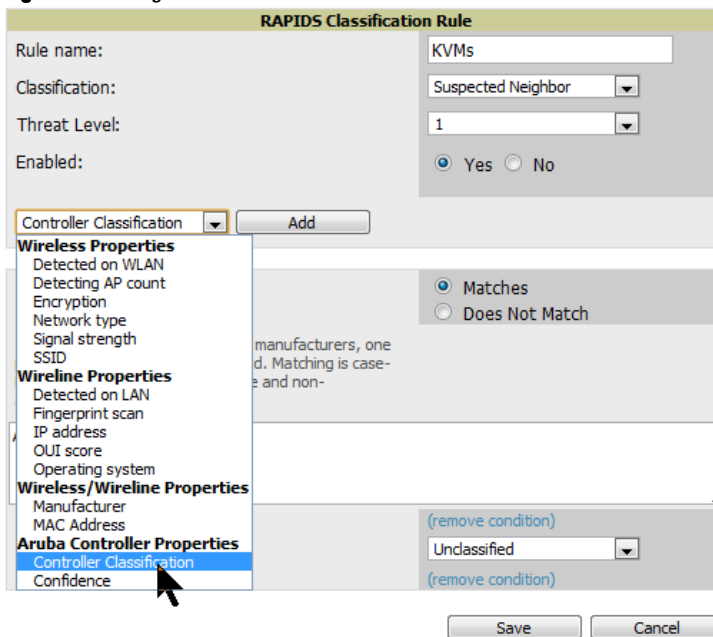 RAPIDS Classification Rule
Rule name:
KVMs
Classification:
Suspected Neighbor
Threat Level:
1
Enabled:
Yes No
Controller Classification
Add
Wireless Properties
Detected on WLAN
Detecting AP count
Encryption
Network type
Signal strength
SSID
Wireline Properties
Detected on LAN
Fingerprint scan
IP address
OUI score
Operating system
Wireless/Wireline Properties
Manufacturer
MAC Address
Aruba Controller Properties
Controller Classification
Confidence
Matches
Does Not Match
manufacturers, one
d. Matching is case-
e and non-
(remove condition)
Unclassified
(remove condition)
Save
Cancel